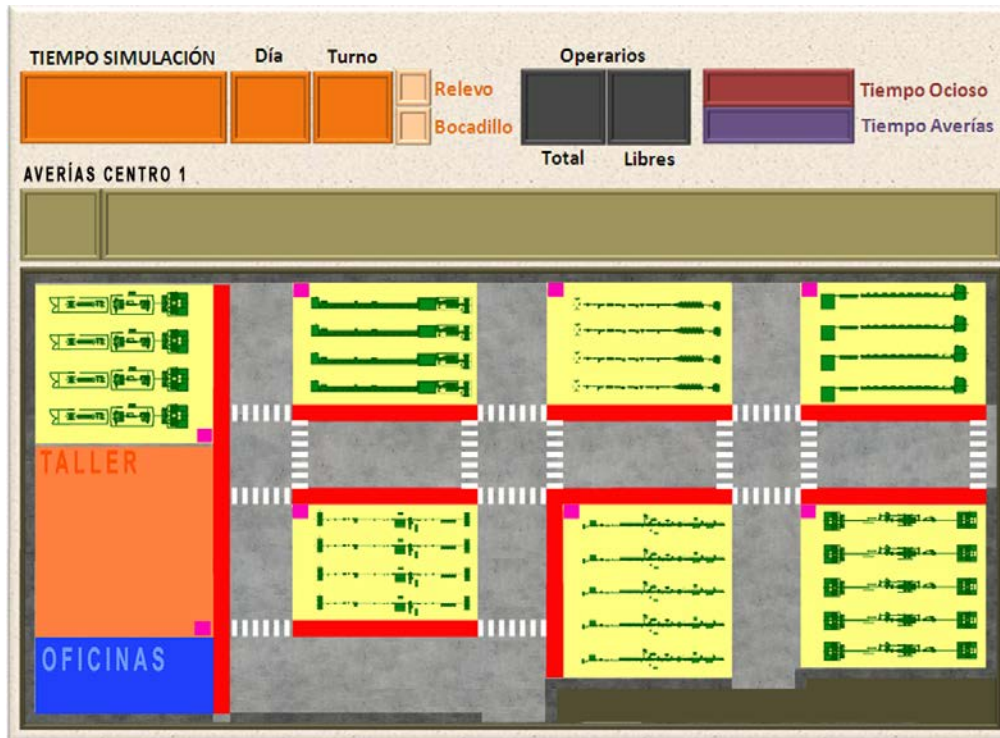 TIEMPO SIMULACIÓN
Día
Turno
Operarios
Relevo
Bocadillo
Tiempo Ocioso
Tiempo Averías
Total
Libres
AVERÍAS CENTRO 1
TALLER
OFICINAS